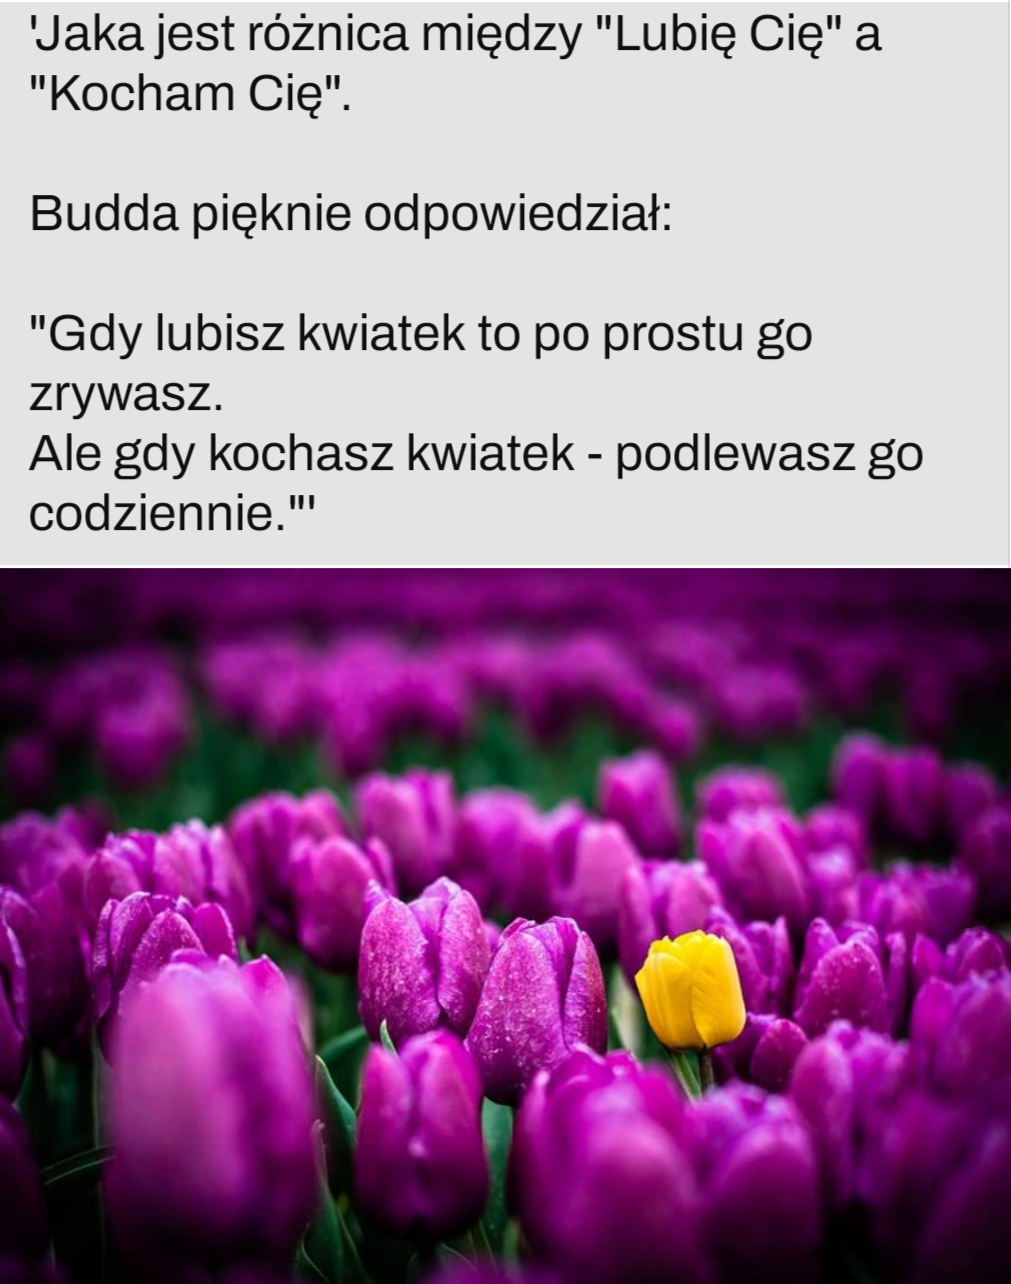 'Jaka jest różnica między "Lubię Cię" a
"Kocham Cię".
Budda pięknie odpowiedział:
"Gdy lubisz kwiatek to po prostu go
zrywasz.
Ale gdy kochasz kwiatek - podlewasz go
codziennie."'